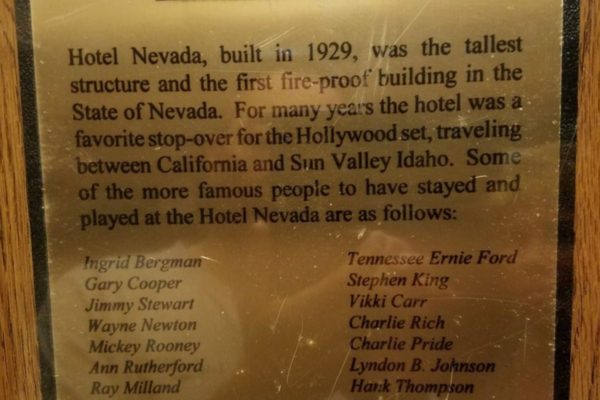 Hotel Nevada, built in 1929, was the tallest
structure and the first fire-proof building in the
State of Nevada. For many years the hotel was a
favorite stop-over for the Hollywood set, traveling
between California and Sun Valley Idaho. Some
of the more famous people to have stayed and
played at the Hotel Nevada are as follows:
Ingrid Bergman
Gary Cooper
Jimmy Stewart
Wayne Newton
Mickey Rooney
Ann Rutherford
Ray Milland
Tennessee Ernie Ford
Stephen King
Vikki Carr
Charlie Rich
Charlie Pride
Lyndon B. Johnson
Hank Thompson